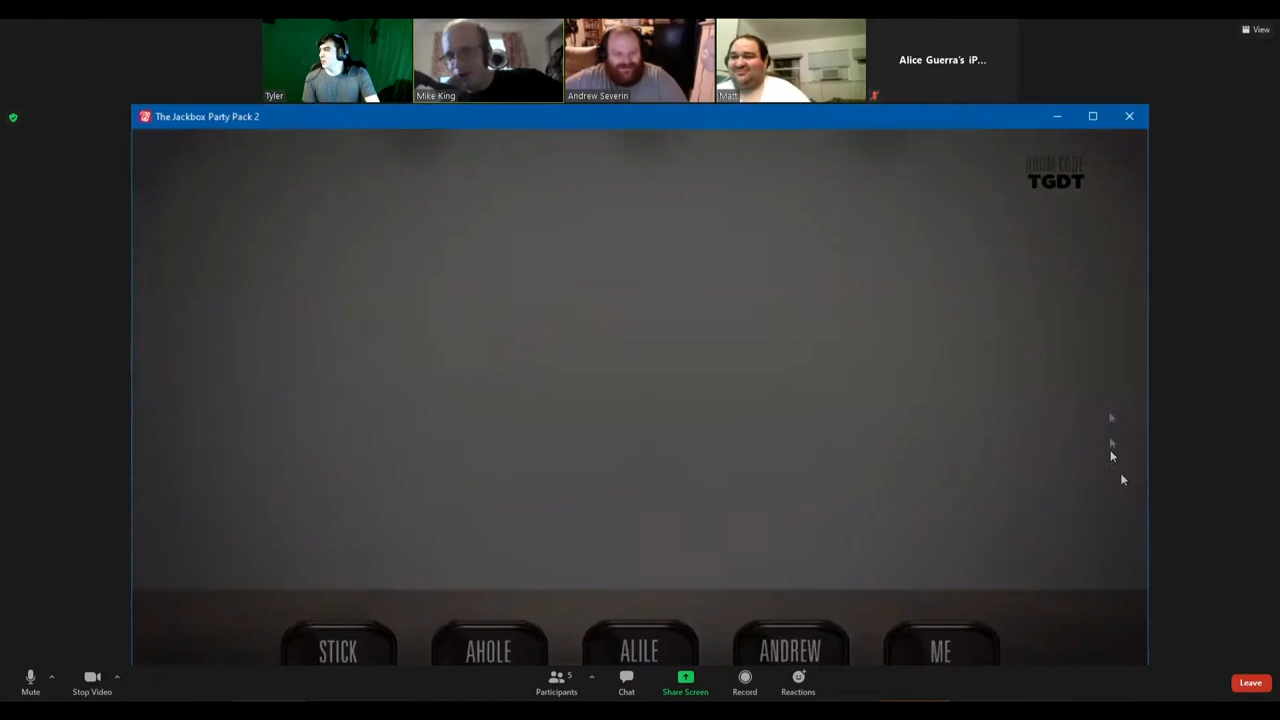 View
Tyler
Mike King
Andrew Severin
Matt
Alice Guerra's iP...
The Jackbox Party Pack 2
ROOM CODE
TGDT
STICK
AHOLE
ALILE
ANDREW
ME
Mute
Stop Video
5
Participants
Chat
Share Screen
Record
Reactions
Leave